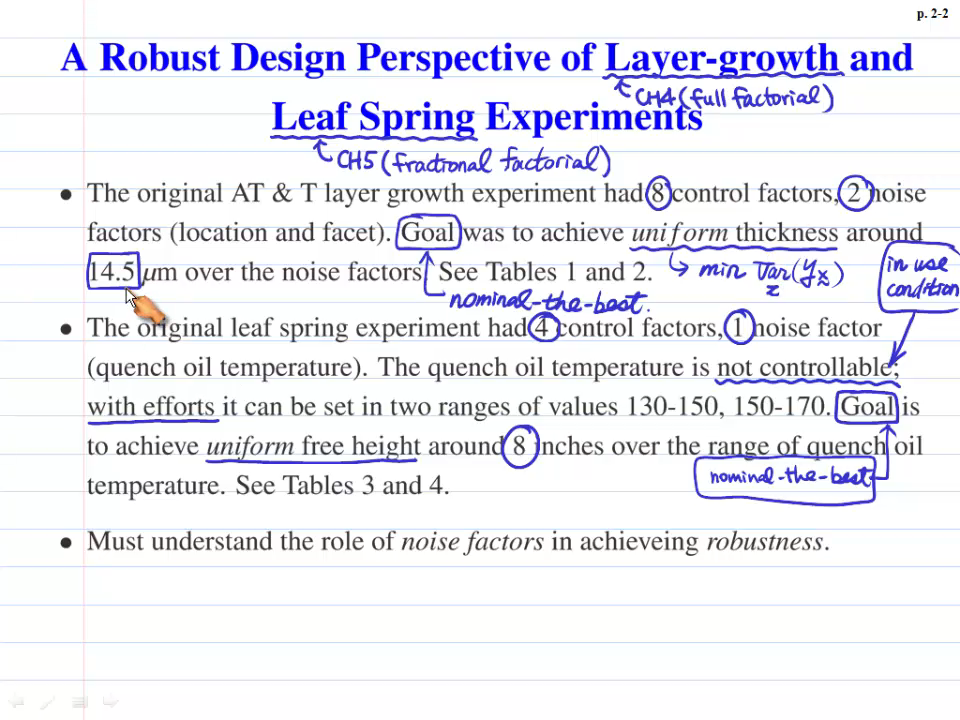 p. 2-2
A Robust Design Perspective of Layer-growth and
CH4 (full factorial)
Leaf Spring Experiments
CH5 (fractional factorial)
• The original AT & T layer growth experiment had 8 control factors, 2 noise
factors (location and facet). Goal was to achieve uniform thickness around
in use
condition
14.5 μm over the noise factors. See Tables 1 and 2.
min Var_z(y_x)
nominal-the-best.
• The original leaf spring experiment had 4 control factors, 1 noise factor
(quench oil temperature). The quench oil temperature is not controllable;
with efforts it can be set in two ranges of values 130-150, 150-170. Goal is
to achieve uniform free height around 8 inches over the range of quench oil
nominal-the-best
temperature. See Tables 3 and 4.
• Must understand the role of noise factors in achieveing robustness.